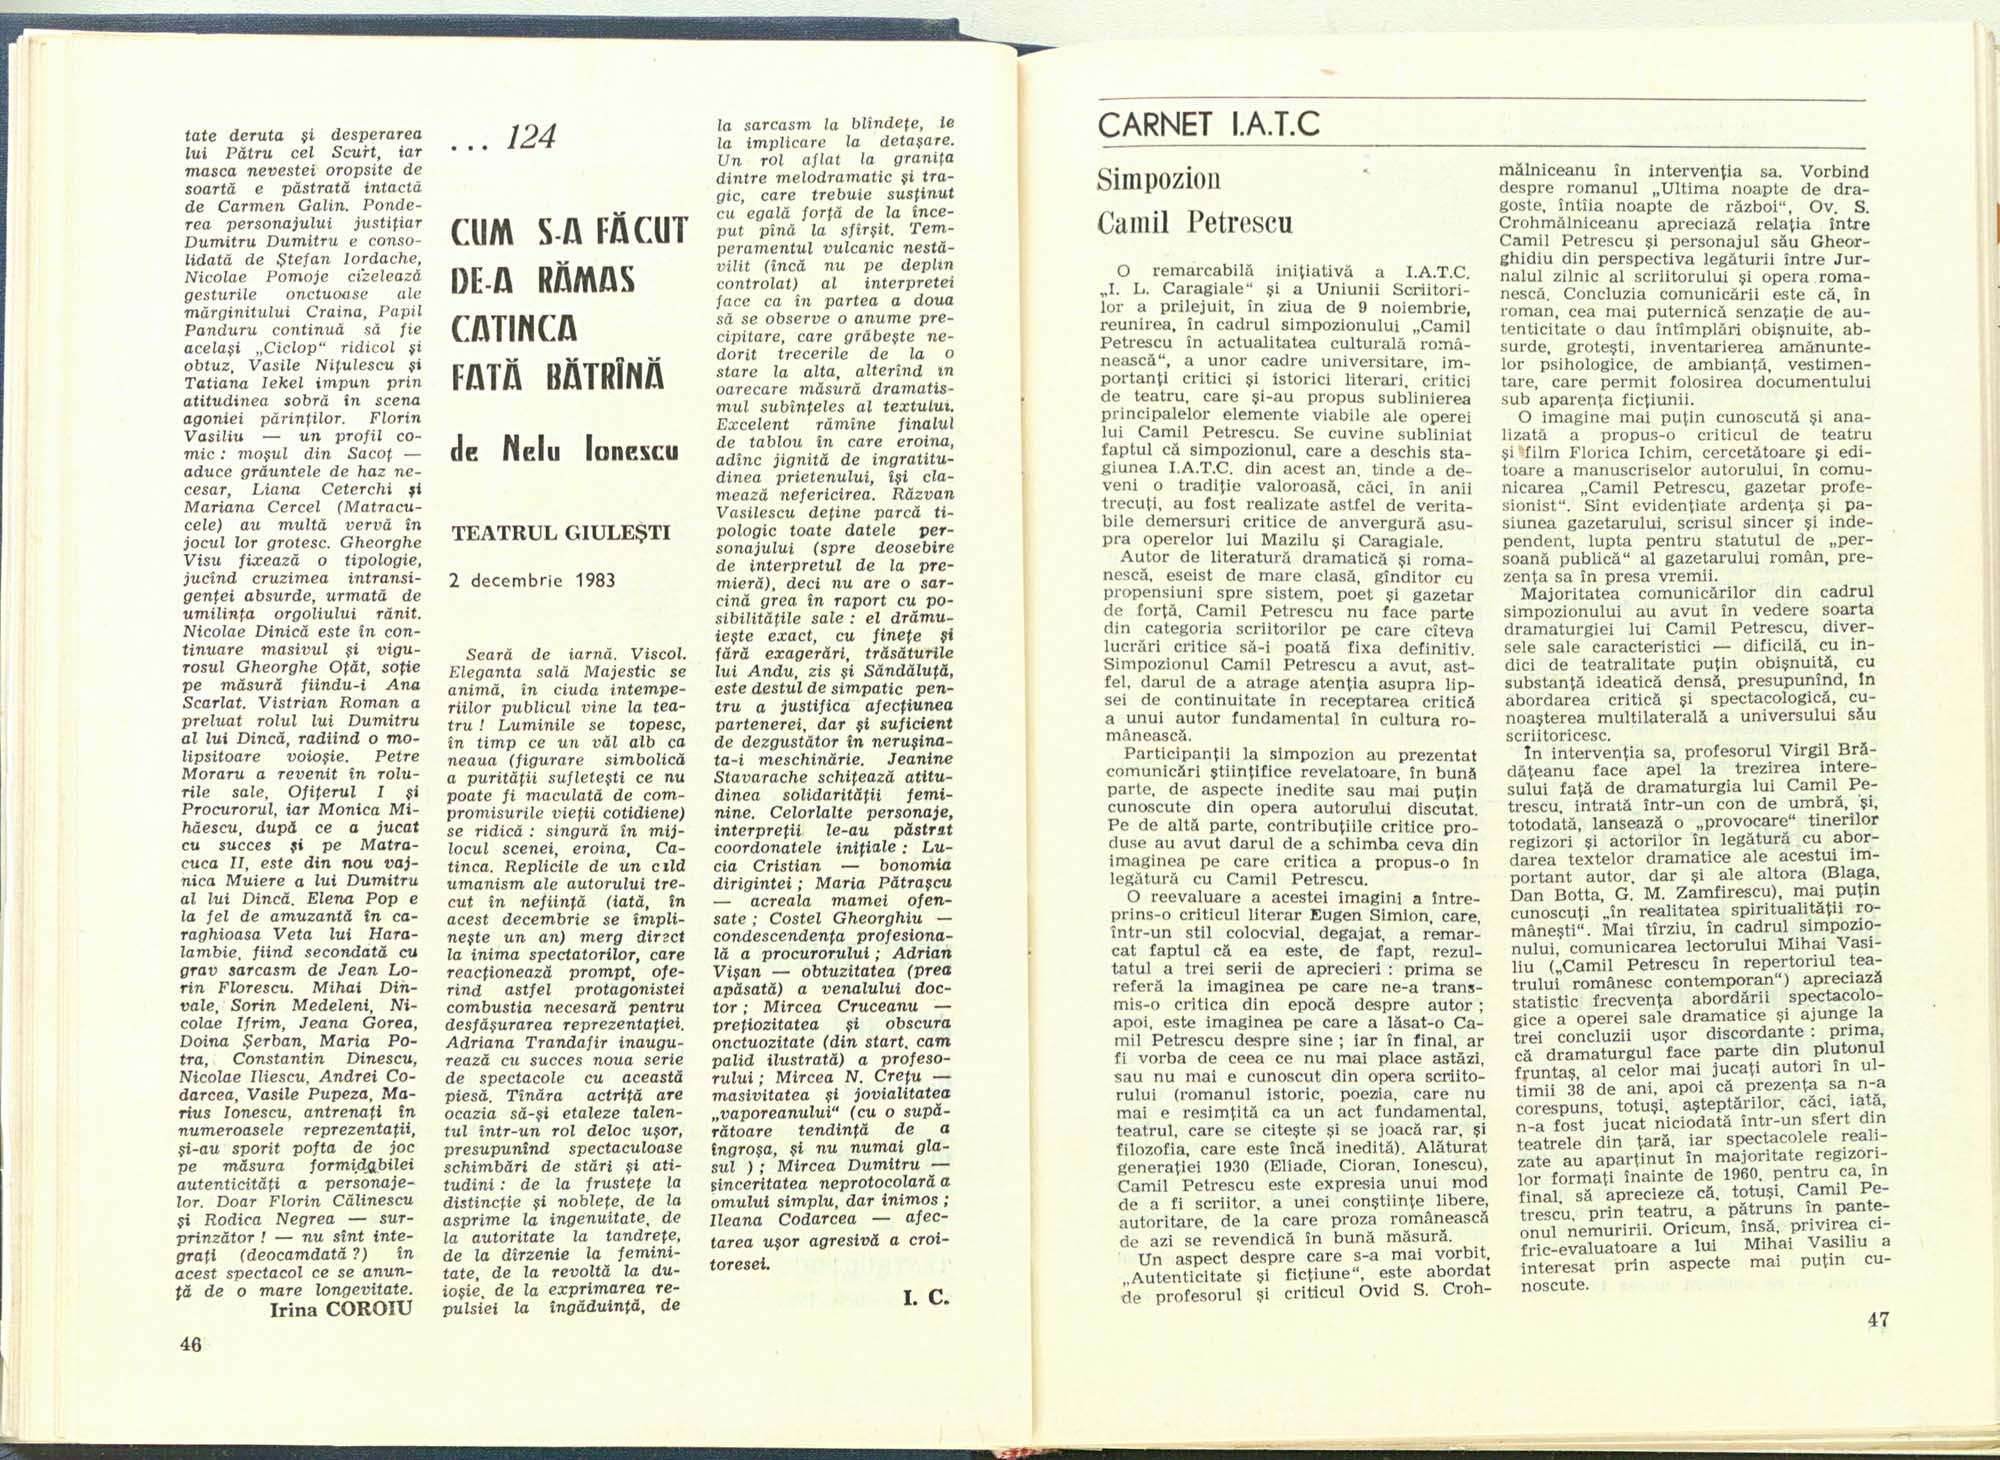 tate deruta și desperarea
lui Pătru cel Scurt, iar
masca nevestei oropsite de
soartă e păstrată intactă
de Carmen Galin. Ponde-
rea personajului justițiar
Dumitru Dumitru e conso-
lidată de Ștefan Iordache,
Nicolae Pomoje cizelează
gesturile onctuoase ale
mărginitului Craina, Papil
Panduru continuă să fie
același „Ciclop“ ridicol și
obtuz, Vasile Nițulescu și
Tatiana Iekel impun prin
atitudinea sobră în scena
agoniei părinților. Florin
Vasiliu — un profil co-
mic : moșul din Sacoț —
aduce grăuntele de haz ne-
cesar, Liana Ceterchi și
Mariana Cercel (Matracu-
cele) au multă vervă în
jocul lor grotesc. Gheorghe
Visu fixează o tipologie,
jucînd cruzimea intransi-
genței absurde, urmată de
umilința orgoliului rănit.
Nicolae Dinică este în con-
tinuare masivul și vigu-
rosul Gheorghe Oțăt, soție
pe măsură fiindu-i Ana
Scarlat. Vistrian Roman a
preluat rolul lui Dumitru
al lui Dincă, radiind o mo-
lipsitoare voioșie. Petre
Moraru a revenit în rolu-
rile sale, Ofițerul I și
Procurorul, iar Monica Mi-
hăescu, după ce a jucat
cu succes și pe Matra-
cuca II, este din nou vaj-
nica Muiere a lui Dumitru
al lui Dincă. Elena Pop e
la fel de amuzantă în ca-
raghioasa Veta lui Hara-
lambie, fiind secondată cu
grav sarcasm de Jean Lo-
rin Florescu. Mihai Din-
vale, Sorin Medeleni, Ni-
colae Ifrim, Jeana Gorea,
Doina Șerban, Maria Po-
tra, Constantin Dinescu,
Nicolae Iliescu, Andrei Co-
darcea, Vasile Pupeza, Ma-
rius Ionescu, antrenați în
numeroasele reprezentații,
și-au sporit pofta de joc
pe măsura formidabilei
autenticități a personaje-
lor. Doar Florin Călinescu
și Rodica Negrea — sur-
prinzător ! — nu sînt inte-
grați (deocamdată ?) în
acest spectacol ce se anun-
ță de o mare longevitate.
Irina COROIU
46
... 124
CUM S-A FĂCUT
DE-A RĂMAS
CATINCA
FATĂ BĂTRÎNĂ
de Nelu Ionescu
TEATRUL GIULEȘTI
2 decembrie 1983
Seară de iarnă. Viscol.
Eleganta sală Majestic se
animă, în ciuda intempe-
riilor publicul vine la tea-
tru ! Luminile se topesc,
în timp ce un văl alb ca
neaua (figurare simbolică
a purității sufletești ce nu
poate fi maculată de com-
promisurile vieții cotidiene)
se ridică : singură în mij-
locul scenei, eroina, Ca-
tinca. Replicile de un cald
umanism ale autorului tre-
cut în neființă (iată, în
acest decembrie se împli-
nește un an) merg direct
la inima spectatorilor, care
reacționează prompt, ofe-
rind astfel protagonistei
combustia necesară pentru
desfășurarea reprezentației.
Adriana Trandafir inaugu-
rează cu succes noua serie
de spectacole cu această
piesă. Tînăra actriță are
ocazia să-și etaleze talen-
tul într-un rol deloc ușor,
presupunînd spectaculoase
schimbări de stări și ati-
tudini : de la frustețe la
distincție și noblețe, de la
asprime la ingenuitate, de
la autoritate la tandrețe,
de la dîrzenie la femini-
tate, de la revoltă la du-
ioșie, de la exprimarea re-
pulsiei la îngăduință, de
la sarcasm la blîndețe, de
la implicare la detașare.
Un rol aflat la granița
dintre melodramatic și tra-
gic, care trebuie susținut
cu egală forță de la înce-
put pînă la sfîrșit. Tem-
peramentul vulcanic nestă-
vilit (încă nu pe deplin
controlat) al interpretei
face ca în partea a doua
să se observe o anume pre-
cipitare, care grăbește ne-
dorit trecerile de la o
stare la alta, alterînd în
oarecare măsură dramatis-
mul subînțeles al textului.
Excelent rămîne finalul
de tablou în care eroina,
adînc jignită de ingratitu-
dinea prietenului, își cla-
mează nefericirea. Răzvan
Vasilescu deține parcă ti-
pologic toate datele per-
sonajului (spre deosebire
de interpretul de la pre-
mieră), deci nu are o sar-
cină grea în raport cu po-
sibilitățile sale : el drămu-
iește exact, cu finețe și
fără exagerări, trăsăturile
lui Andu, zis și Săndăluță,
este destul de simpatic pen-
tru a justifica afecțiunea
partenerei, dar și suficient
de dezgustător în nerușina-
ta-i meschinărie. Jeanine
Stavarache schițează atitu-
dinea solidarității femi-
nine. Celorlalte personaje,
interpreții le-au păstrat
coordonatele inițiale : Lu-
cia Cristian — bonomia
dirigintei ; Maria Pătrașcu
— acreala mamei ofen-
sate ; Costel Gheorghiu —
condescendența profesiona-
lă a procurorului ; Adrian
Vișan — obtuzitatea (prea
apăsată) a venalului doc-
tor ; Mircea Cruceanu —
prețiozitatea și obscura
onctuozitate (din start, cam
palid ilustrată) a profeso-
rului ; Mircea N. Crețu —
masivitatea și jovialitatea
„vaporeanului“ (cu o supă-
rătoare tendință de a
îngroșa, și nu numai gla-
sul ) ; Mircea Dumitru —
sinceritatea neprotocolară a
omului simplu, dar inimos ;
Ileana Codarcea — afec-
tarea ușor agresivă a croi-
toresei.
I. C.
CARNET I.A.T.C
Simpozion
Camil Petrescu
O remarcabilă inițiativă a I.A.T.C.
„I. L. Caragiale“ și a Uniunii Scriitori-
lor a prilejuit, în ziua de 9 noiembrie,
reunirea, în cadrul simpozionului „Camil
Petrescu în actualitatea culturală româ-
nească“, a unor cadre universitare, im-
portanți critici și istorici literari, critici
de teatru, care și-au propus sublinierea
principalelor elemente viabile ale operei
lui Camil Petrescu. Se cuvine subliniat
faptul că simpozionul, care a deschis sta-
giunea I.A.T.C. din acest an, tinde a de-
veni o tradiție valoroasă, căci, în anii
trecuți, au fost realizate astfel de verita-
bile demersuri critice de anvergură asu-
pra operelor lui Mazilu și Caragiale.
Autor de literatură dramatică și roma-
nescă, eseist de mare clasă, gînditor cu
propensiuni spre sistem, poet și gazetar
de forță, Camil Petrescu nu face parte
din categoria scriitorilor pe care cîteva
lucrări critice să-i poată fixa definitiv.
Simpozionul Camil Petrescu a avut, ast-
fel, darul de a atrage atenția asupra lip-
sei de continuitate în receptarea critică
a unui autor fundamental în cultura ro-
mânească.
Participanții la simpozion au prezentat
comunicări științifice revelatoare, în bună
parte, de aspecte inedite sau mai puțin
cunoscute din opera autorului discutat.
Pe de altă parte, contribuțiile critice pro-
duse au avut darul de a schimba ceva din
imaginea pe care critica a propus-o în
legătură cu Camil Petrescu.
O reevaluare a acestei imagini a între-
prins-o criticul literar Eugen Simion, care,
într-un stil colocvial, degajat, a remar-
cat faptul că ea este, de fapt, rezul-
tatul a trei serii de aprecieri : prima se
referă la imaginea pe care ne-a trans-
mis-o critica din epocă despre autor ;
apoi, este imaginea pe care a lăsat-o Ca-
mil Petrescu despre sine ; iar în final, ar
fi vorba de ceea ce nu mai place astăzi,
sau nu mai e cunoscut din opera scriito-
rului (romanul istoric, poezia, care nu
mai e resimțită ca un act fundamental,
teatrul, care se citește și se joacă rar, și
filozofia, care este încă inedită). Alăturat
generației 1930 (Eliade, Cioran, Ionescu),
Camil Petrescu este expresia unui mod
de a fi scriitor, a unei conștiințe libere,
autoritare, de la care proza românească
de azi se revendică în bună măsură.
Un aspect despre care s-a mai vorbit,
„Autenticitate și ficțiune“, este abordat
de profesorul și criticul Ovid S. Croh-
mălniceanu în intervenția sa. Vorbind
despre romanul „Ultima noapte de dra-
goste, întîia noapte de război“, Ov. S.
Crohmălniceanu apreciază relația între
Camil Petrescu și personajul său Gheor-
ghidiu din perspectiva legăturii între Jur-
nalul zilnic al scriitorului și opera roma-
nescă. Concluzia comunicării este că, în
roman, cea mai puternică senzație de au-
tenticitate o dau întîmplări obișnuite, ab-
surde, grotești, inventarierea amănunte-
lor psihologice, de ambianță, vestimen-
tare, care permit folosirea documentului
sub aparența ficțiunii.
O imagine mai puțin cunoscută și ana-
lizată a propus-o criticul de teatru
și film Florica Ichim, cercetătoare și edi-
toare a manuscriselor autorului, în comu-
nicarea „Camil Petrescu, gazetar profe-
sionist“. Sînt evidențiate ardența și pa-
siunea gazetarului, scrisul sincer și inde-
pendent, lupta pentru statutul de „per-
soană publică“ al gazetarului român, pre-
zența sa în presa vremii.
Majoritatea comunicărilor din cadrul
simpozionului au avut în vedere soarta
dramaturgiei lui Camil Petrescu, diver-
sele sale caracteristici — dificilă, cu in-
dici de teatralitate puțin obișnuită, cu
substanță ideatică densă, presupunînd, în
abordarea critică și spectacologică, cu-
noașterea multilaterală a universului său
scriitoricesc.
În intervenția sa, profesorul Virgil Bră-
dățeanu face apel la trezirea intere-
sului față de dramaturgia lui Camil Pe-
trescu, intrată într-un con de umbră, și,
totodată, lansează o „provocare“ tinerilor
regizori și actorilor în legătură cu abor-
darea textelor dramatice ale acestui im-
portant autor, dar și ale altora (Blaga,
Dan Botta, G. M. Zamfirescu), mai puțin
cunoscuți „în realitatea spiritualității ro-
mânești“. Mai tîrziu, în cadrul simpozio-
nului, comunicarea lectorului Mihai Vasi-
liu („Camil Petrescu în repertoriul tea-
trului românesc contemporan“) apreciază
statistic frecvența abordării spectacolo-
gice a operei sale dramatice și ajunge la
trei concluzii ușor discordante : prima,
că dramaturgul face parte din plutonul
fruntaș, al celor mai jucați autori în ul-
timii 38 de ani, apoi că prezența sa n-a
corespuns, totuși, așteptărilor, căci, iată,
n-a fost jucat niciodată într-un sfert din
teatrele din țară, iar spectacolele reali-
zate au aparținut în majoritate regizori-
lor formați înainte de 1960, pentru ca, în
final, să aprecieze că, totuși, Camil Pe-
trescu, prin teatru, a pătruns în pante-
onul nemuririi. Oricum, însă, privirea ci-
fric-evaluatoare a lui Mihai Vasiliu a
interesat prin aspecte mai puțin cu-
noscute.
47